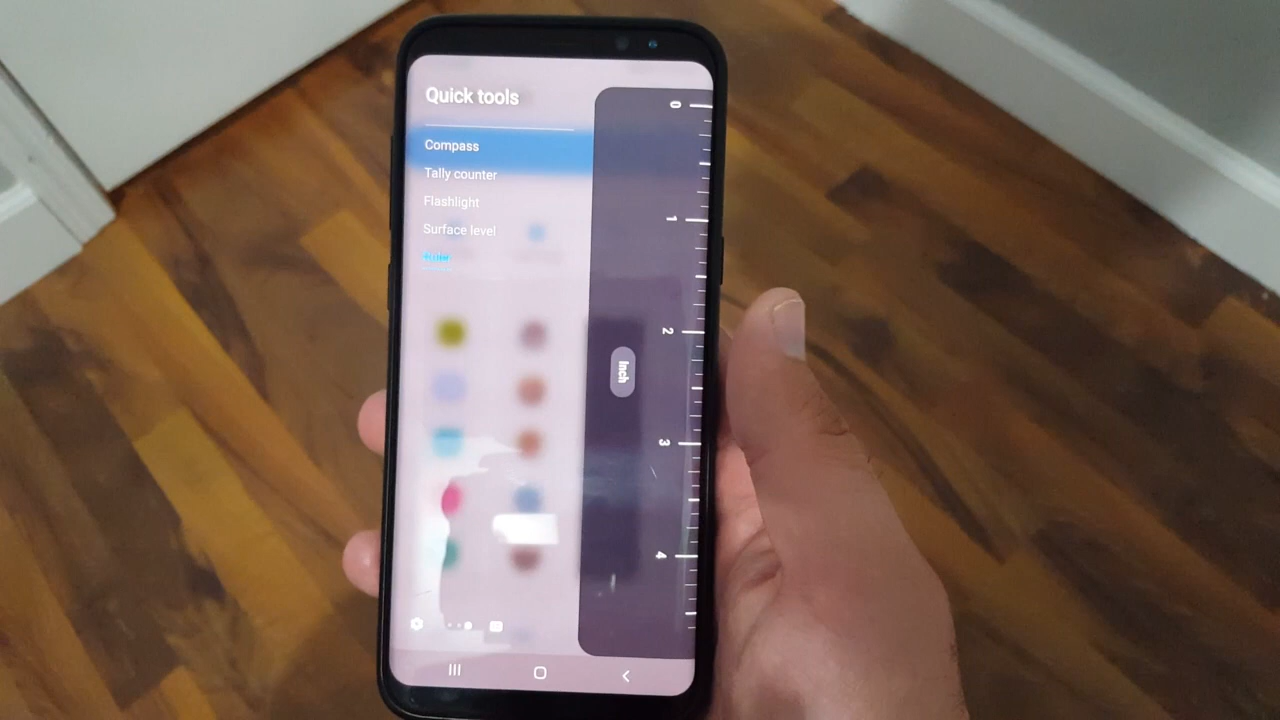 Quick tools
Compass
Tally counter
Flashlight
Surface level
Ruler
0
1
2
Inch
3
4